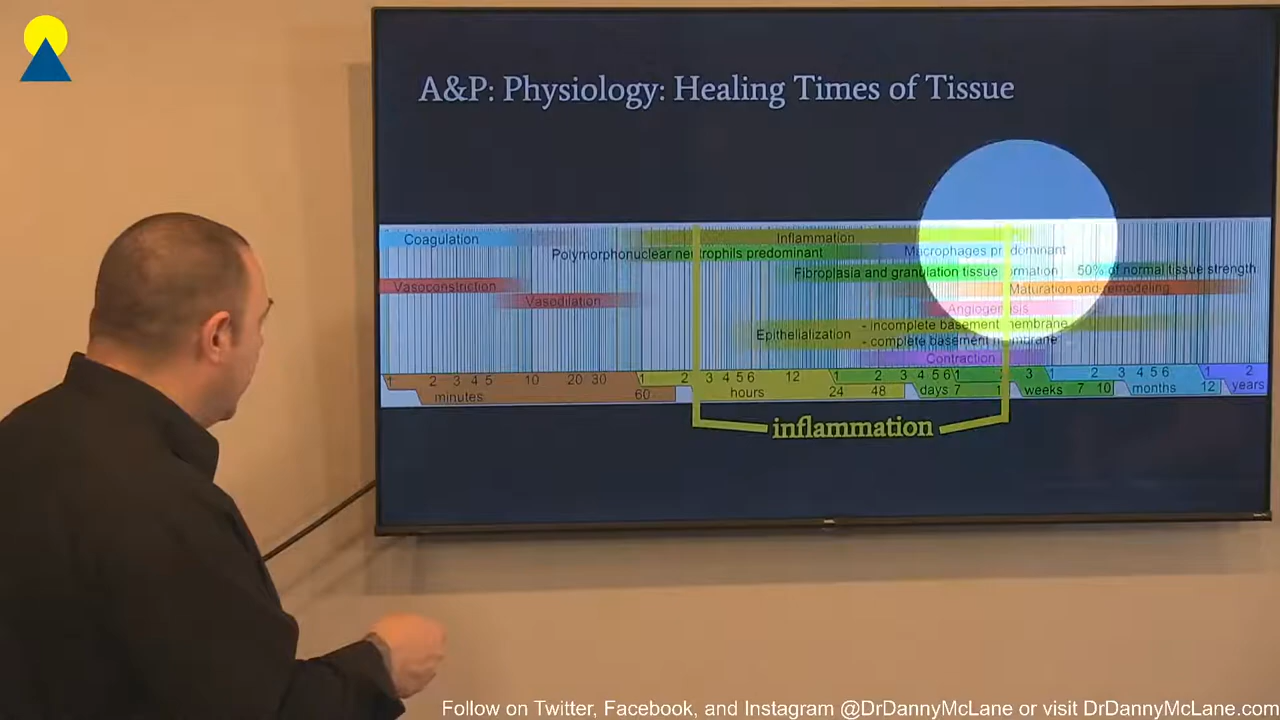 A&P: Physiology: Healing Times of Tissue
Coagulation
Inflammation
Polymorphonuclear neutrophils predominant
Macrophages predominant
Fibroplasia and granulation tissue formation
50% of normal tissue strength
Vasoconstriction
Maturation and remodeling
Vasodilation
Angiogenesis
Epithelialization
- incomplete basement membrane
- complete basement membrane
Contraction
1 2 3 4 5 10 20 30 1 2 3 4 5 6 12 1 2 3 4 5 6 1 3 1 2 3 4 5 6 1 2
minutes 60 hours 24 48 days 7 weeks 7 10 months 12 years
inflammation
Follow on Twitter, Facebook, and Instagram @DrDannyMcLane or visit DrDannyMcLane.com